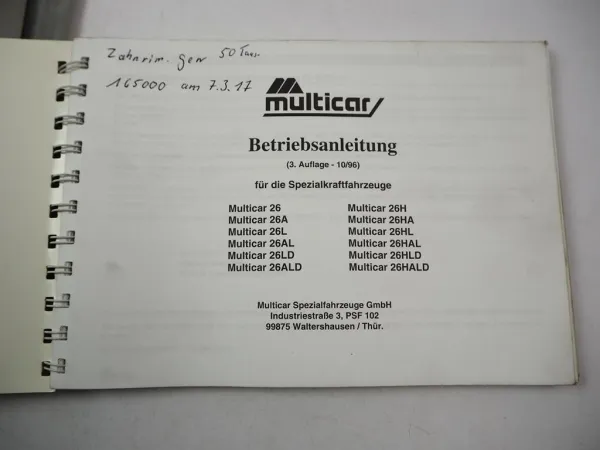 Zahnrim. gew 50 Taus.
165000 am 7.3.17
multicar
Betriebsanleitung
(3. Auflage - 10/96)
für die Spezialkraftfahrzeuge
Multicar 26 Multicar 26H
Multicar 26A Multicar 26HA
Multicar 26L Multicar 26HL
Multicar 26AL Multicar 26HAL
Multicar 26LD Multicar 26HLD
Multicar 26ALD Multicar 26HALD
Multicar Spezialfahrzeuge GmbH
Industriestraße 3, PSF 102
99875 Waltershausen / Thür.